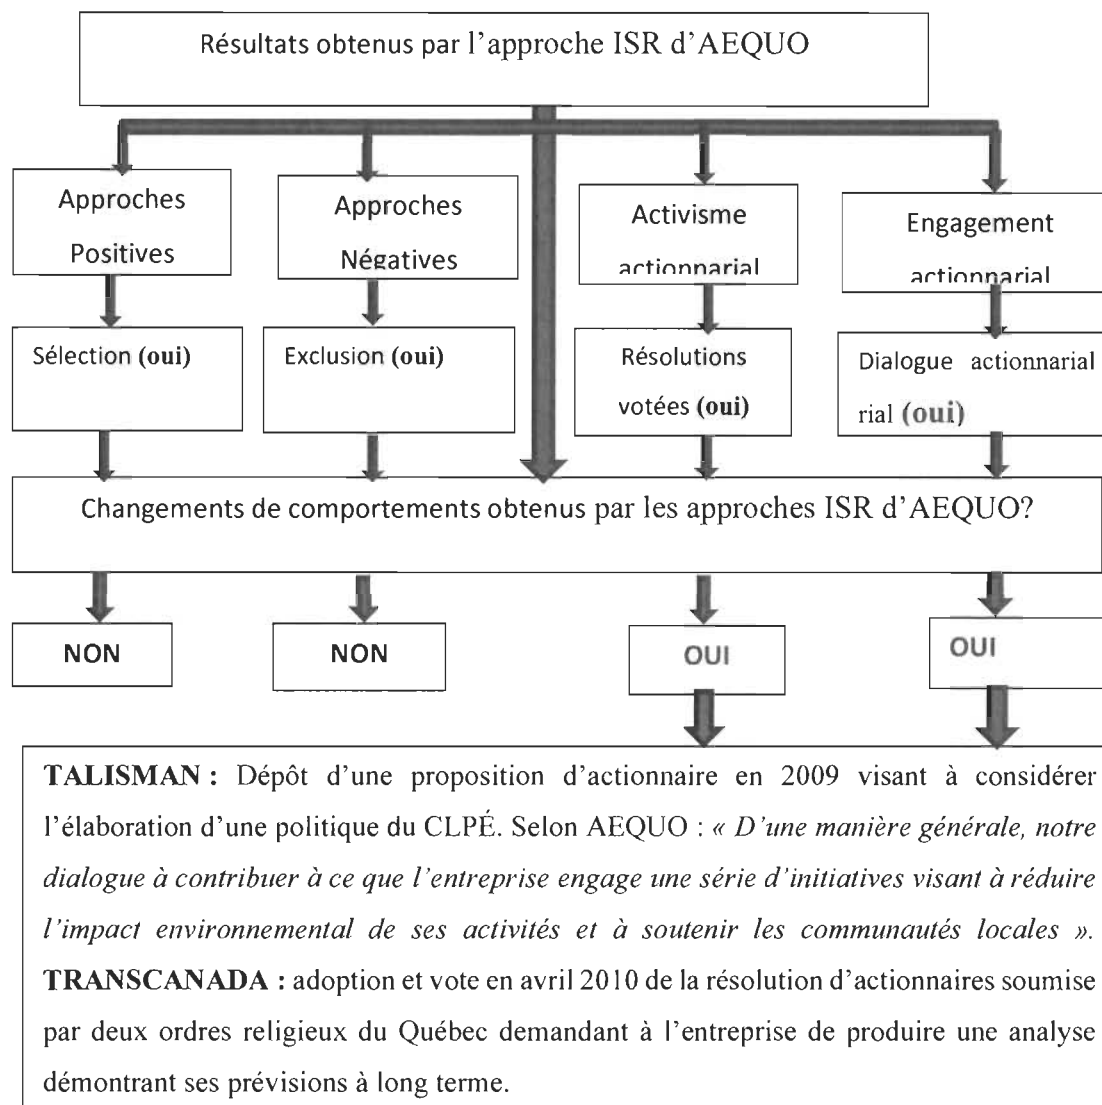 Résultats obtenus par l'approche ISR d'AEQUO
Approches
Positives
Approches
Négatives
Activisme
actionnarial
Engagement
actionnarial
Sélection (oui)
Exclusion (oui)
Résolutions
votées (oui)
Dialogue actionnarial
rial (oui)
Changements de comportements obtenus par les approches ISR d'AEQUO?
NON
NON
OUI
OUI
TALISMAN : Dépôt d'une proposition d'actionnaire en 2009 visant à considérer
l'élaboration d'une politique du CLPÉ. Selon AEQUO : « D'une manière générale, notre
dialogue à contribuer à ce que l'entreprise engage une série d'initiatives visant à réduire
l'impact environnemental de ses activités et à soutenir les communautés locales ».
TRANSCANADA : adoption et vote en avril 2010 de la résolution d'actionnaires soumise
par deux ordres religieux du Québec demandant à l'entreprise de produire une analyse
démontrant ses prévisions à long terme.